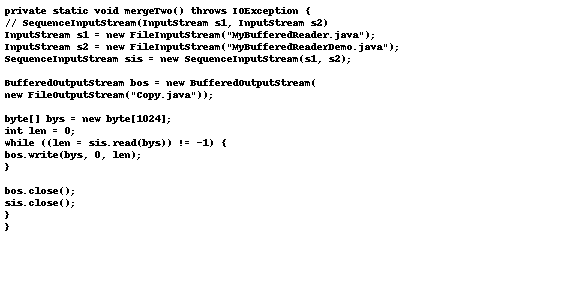 private static void mergeTwo() throws IOException {
// SequenceInputStream(InputStream s1, InputStream s2)
InputStream s1 = new FileInputStream("MyBufferedReader.java");
InputStream s2 = new FileInputStream("MyBufferedReaderDemo.java");
SequenceInputStream sis = new SequenceInputStream(s1, s2);
BufferedOutputStream bos = new BufferedOutputStream(
new FileOutputStream("Copy.java"));
byte[] bys = new byte[1024];
int len = 0;
while ((len = sis.read(bys)) != -1) {
bos.write(bys, 0, len);
}
bos.close();
sis.close();
}
}